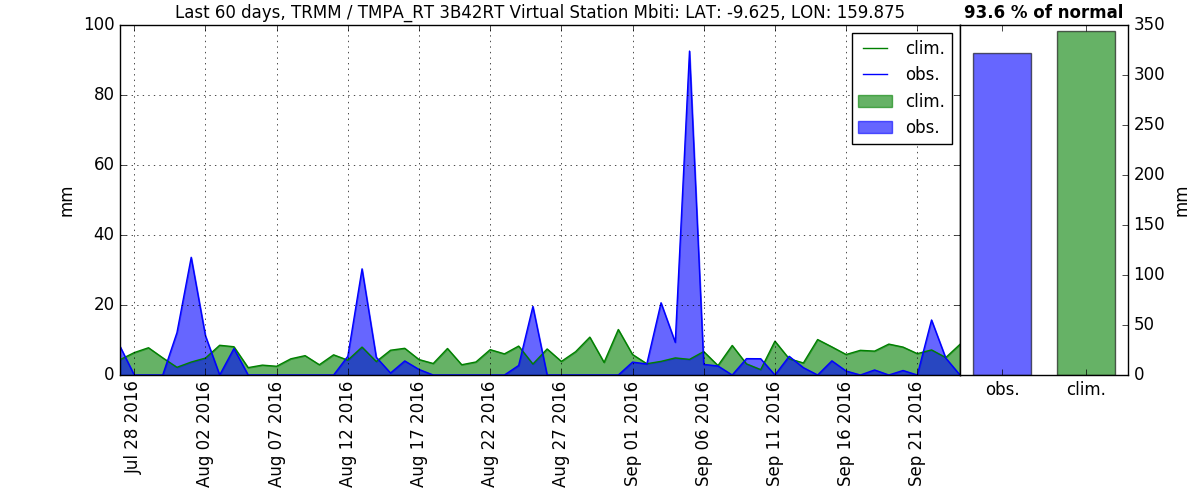 Last 60 days, TRMM / TMPA_RT 3B42RT Virtual Station Mbiti: LAT: -9.625, LON: 159.875
93.6 % of normal
100
80
60
40
20
0
mm
clim.
obs.
clim.
obs.
350
300
250
200
150
100
50
0
mm
obs.
clim.
Jul 28 2016
Aug 02 2016
Aug 07 2016
Aug 12 2016
Aug 17 2016
Aug 22 2016
Aug 27 2016
Sep 01 2016
Sep 06 2016
Sep 11 2016
Sep 16 2016
Sep 21 2016